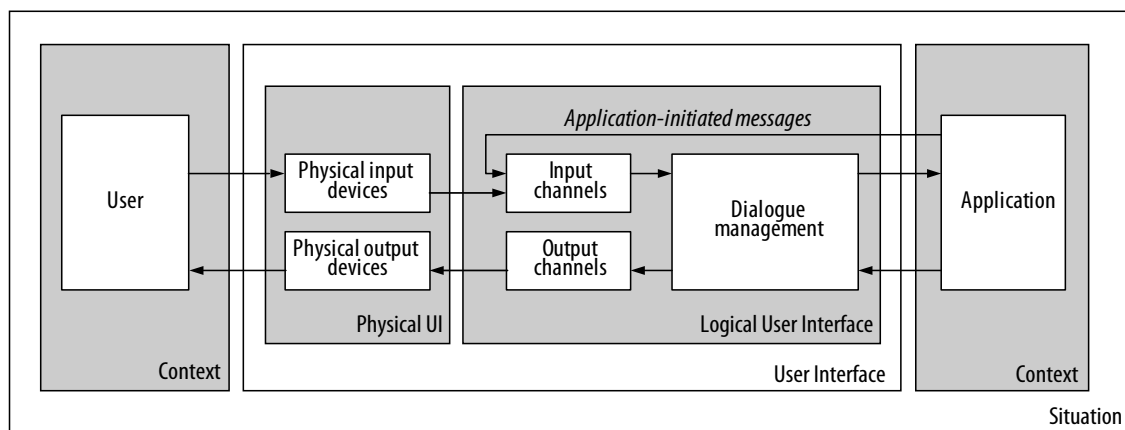 Application-initiated messages
User
Physical input
devices
Input
channels
Dialogue
management
Application
Physical output
devices
Output
channels
Physical UI
Logical User Interface
Context
User Interface
Context
Situation